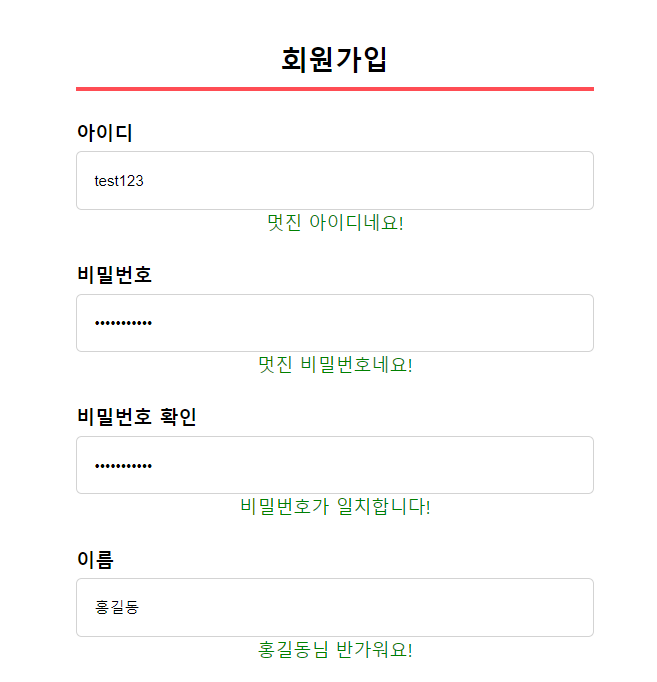 회원가입
아이디
test123
멋진 아이디네요!
비밀번호
•••••••••••
멋진 비밀번호네요!
비밀번호 확인
•••••••••••
비밀번호가 일치합니다!
이름
홍길동
홍길동님 반가워요!